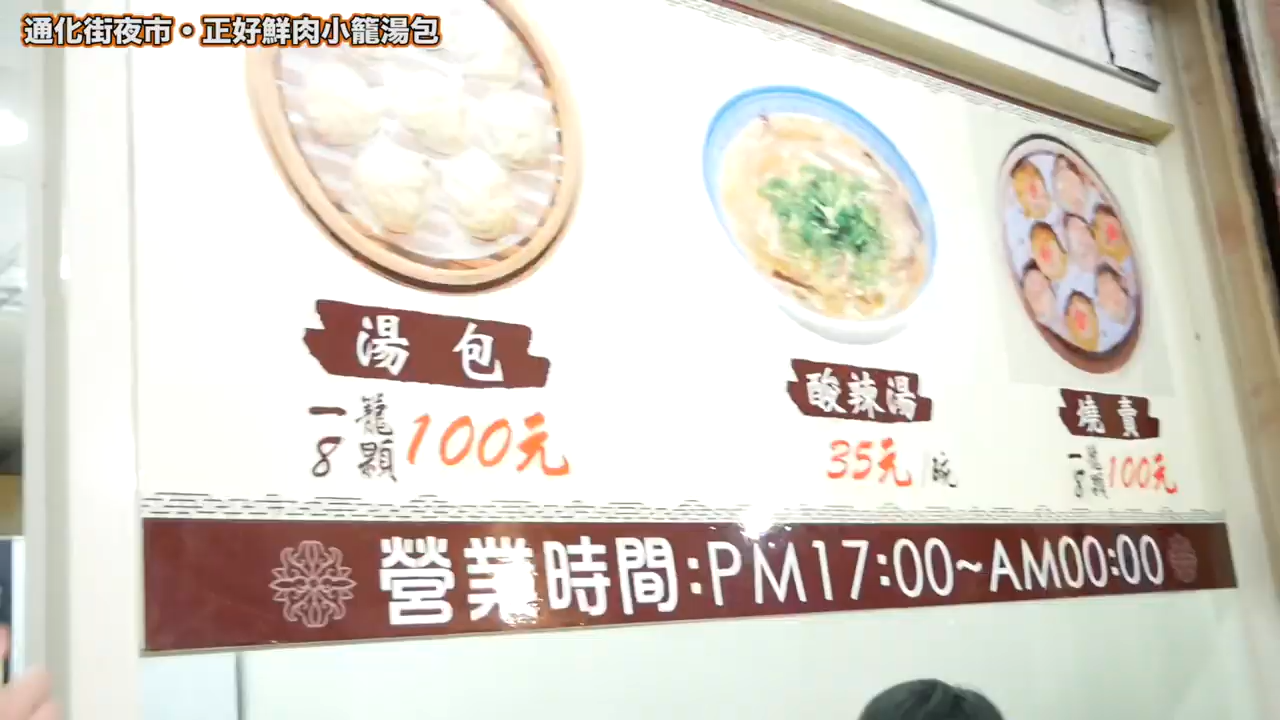 通化街夜市・正好鮮肉小籠湯包
湯包
一籠8顆 100元
酸辣湯
35元/碗
燒賣
一籠8顆 100元
營業時間:PM17:00~AM00:00